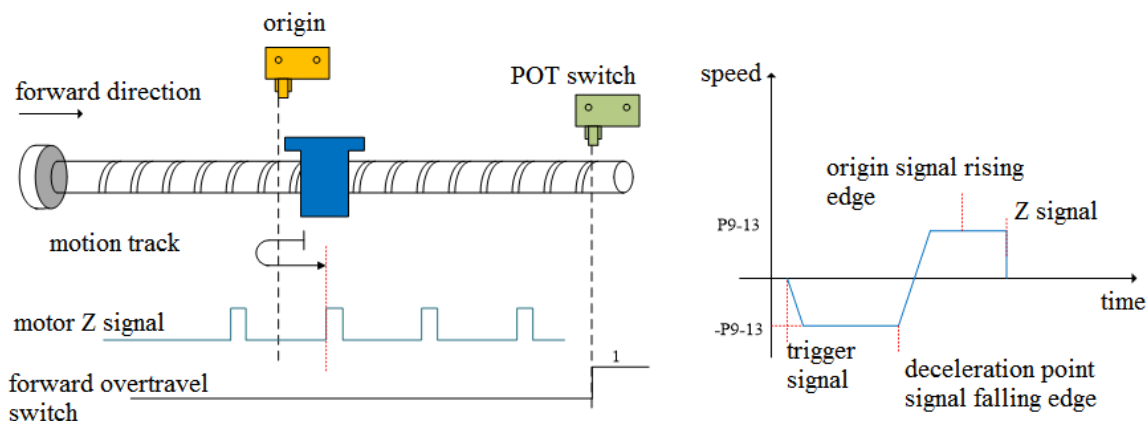 origin
POT switch
forward direction
motion track
motor Z signal
forward overtravel
switch
1
speed
origin signal rising
edge
Z signal
P9-13
time
-P9-13
trigger
signal
deceleration point
signal falling edge